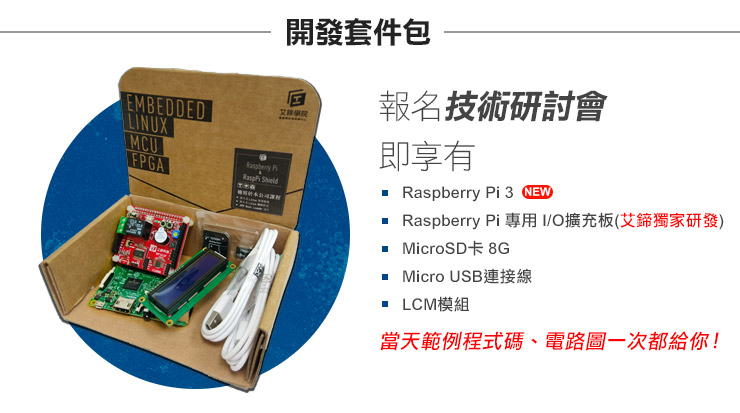 開發套件包
EMBEDDED
LINUX
MCU
FPGA
艾鍗學院
Raspberry Pi
&
RaspPi Shield
報名技術研討會
即享有
Raspberry Pi 3 NEW
Raspberry Pi 專用 I/O擴充板(艾鍗獨家研發)
MicroSD卡 8G
Micro USB連接線
LCM模組
當天範例程式碼、電路圖一次都給你!